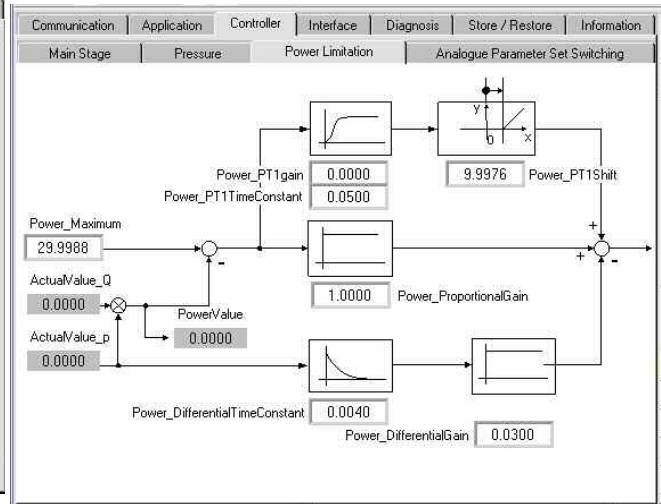 Communication Application Controller Interface Diagnosis Store / Restore Information
Main Stage Pressure Power Limitation Analogue Parameter Set Switching
y
0
x
Power_PT1gain 0.0000 9.9976 Power_PT1Shift
Power_PT1TimeConstant 0.0500
Power_Maximum
+
29.9988
-
+
-
ActualValue_Q
0.0000
1.0000 Power_ProportionalGain
PowerValue
ActualValue_p
0.0000
0.0000
Power_DifferentialTimeConstant 0.0040
Power_DifferentialGain 0.0300